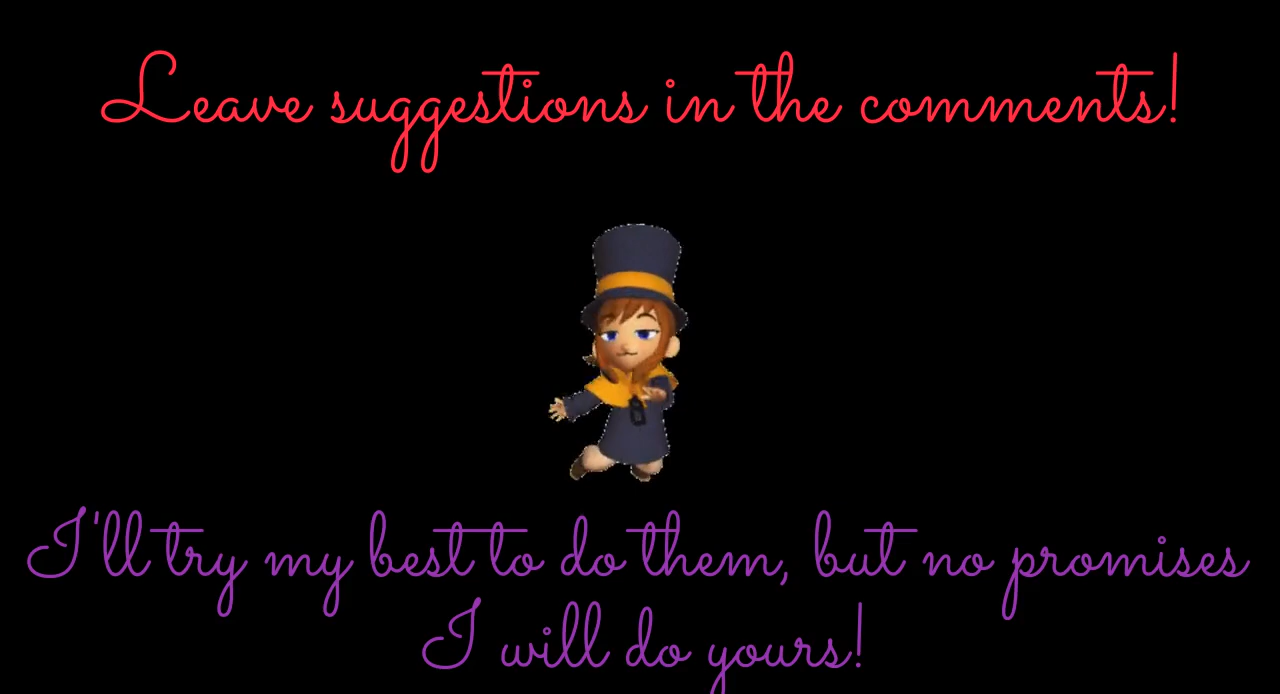 Leave suggestions in the comments!
I'll try my best to do them, but no promises
I will do yours!